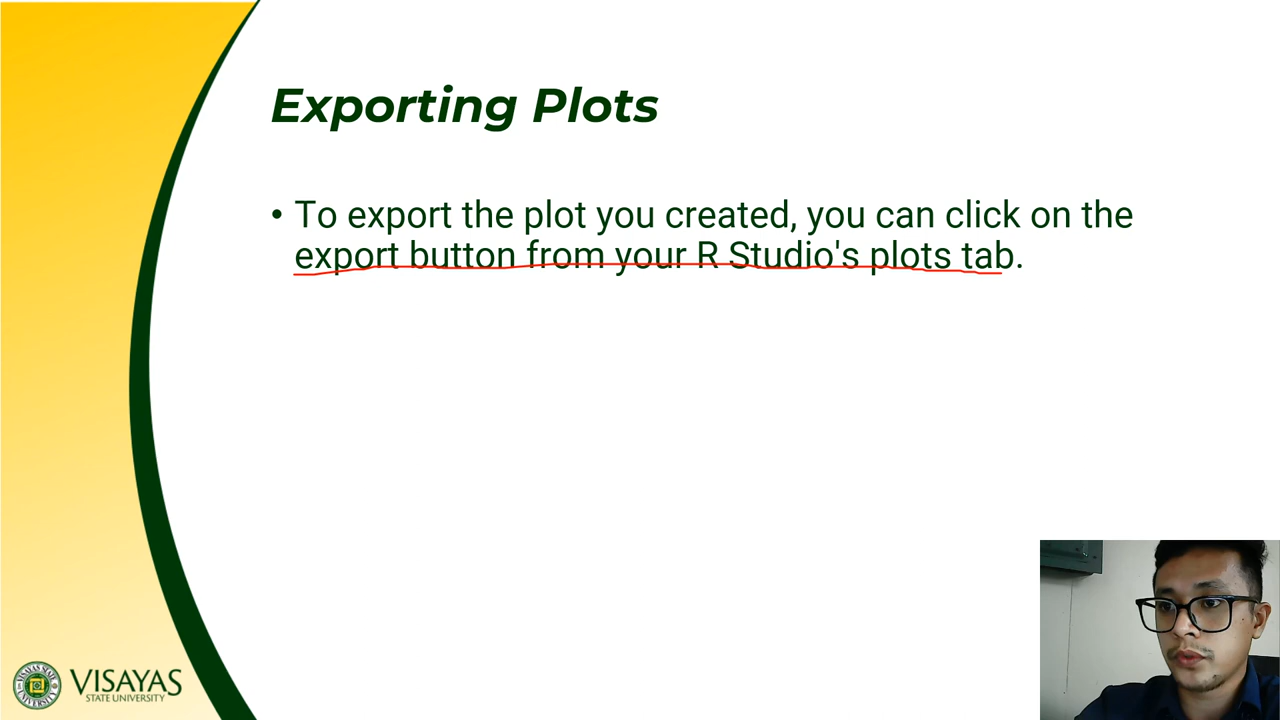 Exporting Plots
• To export the plot you created, you can click on the
export button from your R Studio's plots tab.
VISAYAS
STATE UNIVERSITY